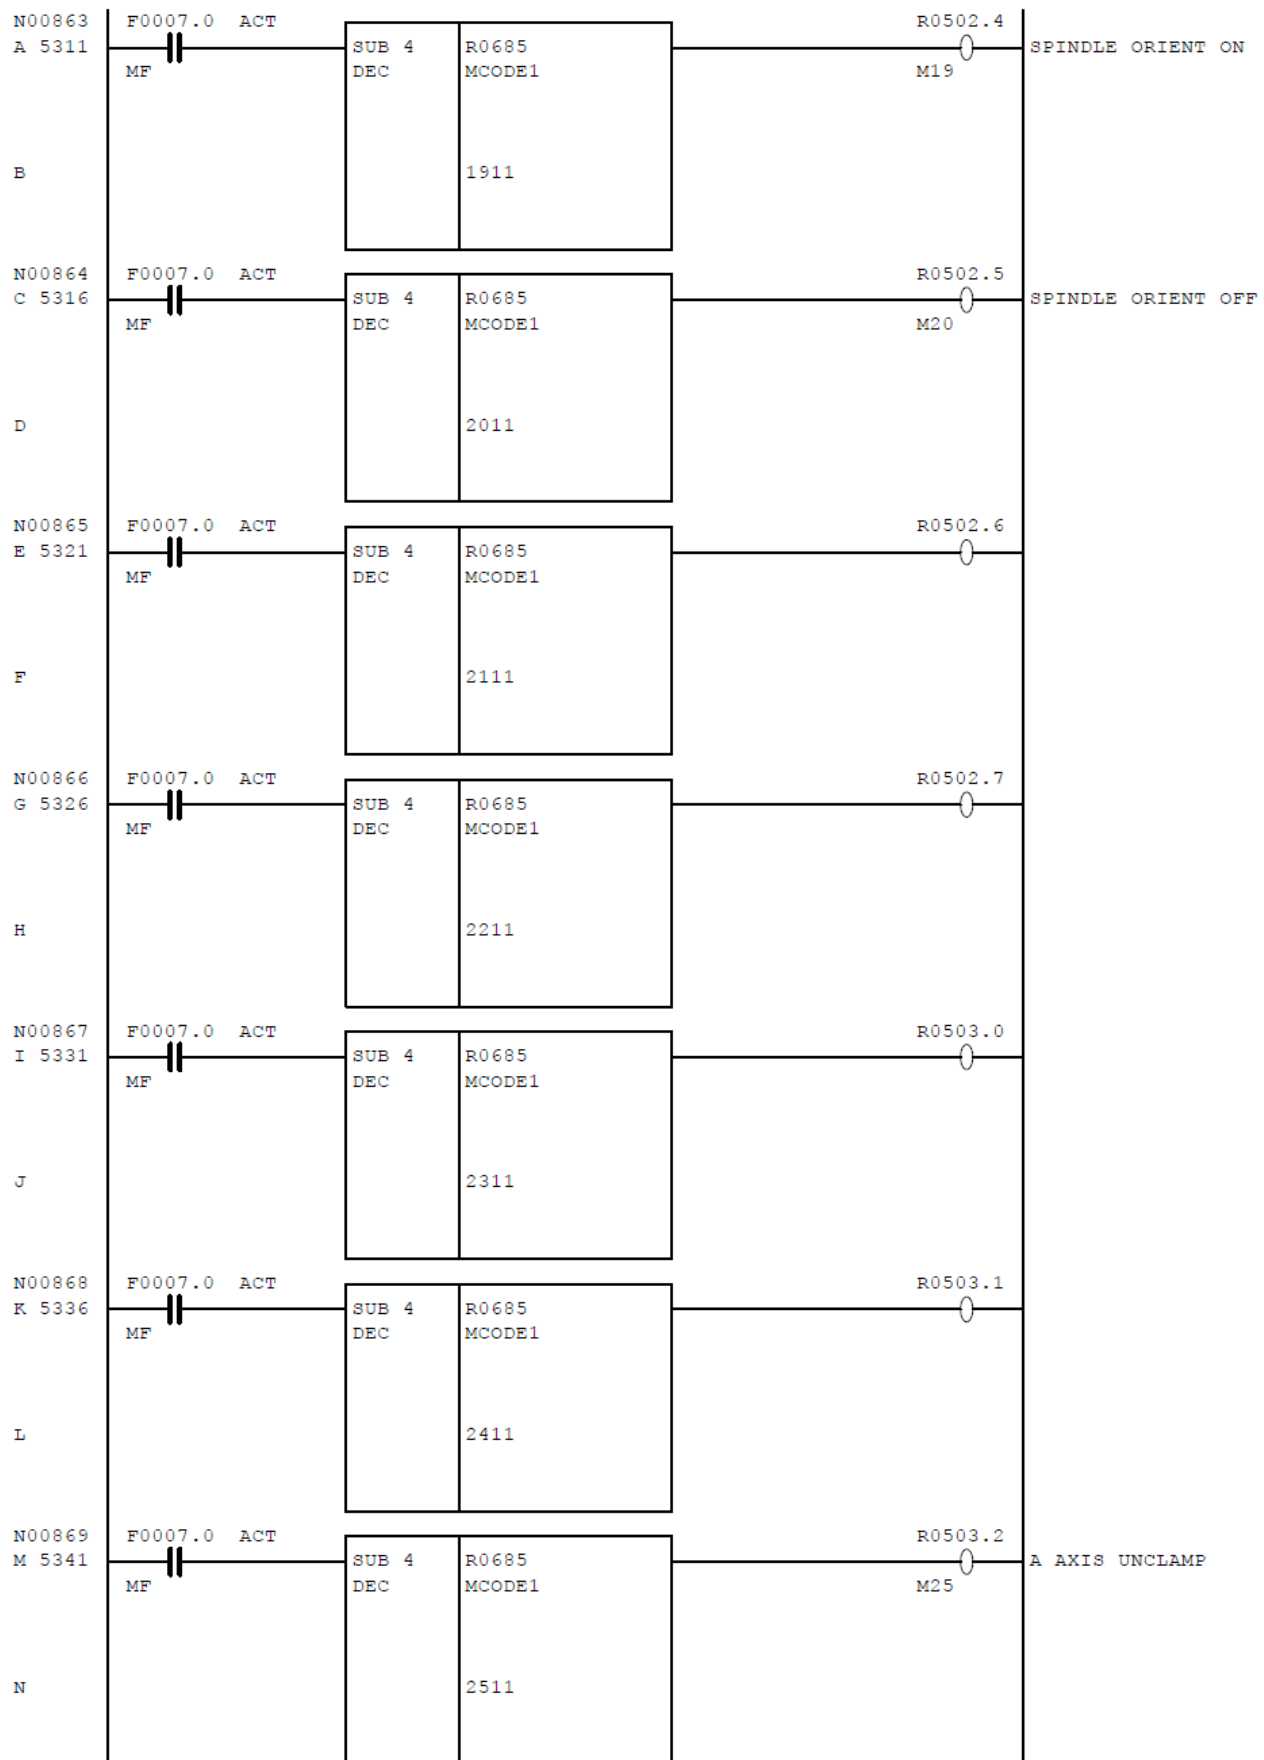 N00863 F0007.0 ACT R0502.4
A 5311 SUB 4 R0685 SPINDLE ORIENT ON
MF DEC MCODE1 M19
B 1911
N00864 F0007.0 ACT R0502.5
C 5316 SUB 4 R0685 SPINDLE ORIENT OFF
MF DEC MCODE1 M20
D 2011
N00865 F0007.0 ACT R0502.6
E 5321 SUB 4 R0685
MF DEC MCODE1
F 2111
N00866 F0007.0 ACT R0502.7
G 5326 SUB 4 R0685
MF DEC MCODE1
H 2211
N00867 F0007.0 ACT R0503.0
I 5331 SUB 4 R0685
MF DEC MCODE1
J 2311
N00868 F0007.0 ACT R0503.1
K 5336 SUB 4 R0685
MF DEC MCODE1
L 2411
N00869 F0007.0 ACT R0503.2
M 5341 SUB 4 R0685 A AXIS UNCLAMP
MF DEC MCODE1 M25
N 2511